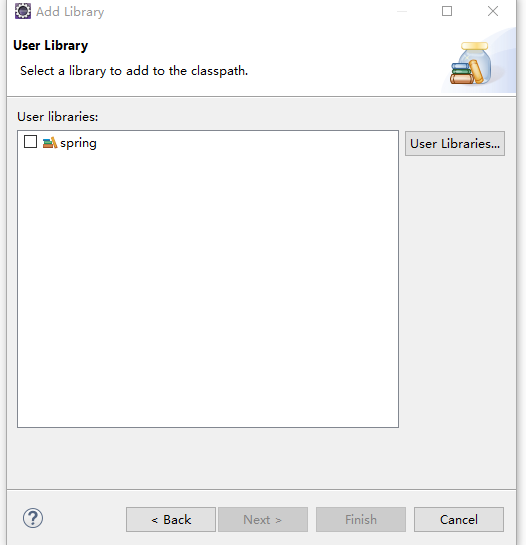 Add Library
User Library
Select a library to add to the classpath.
User libraries:
spring
User Libraries...
?
< Back
Next >
Finish
Cancel